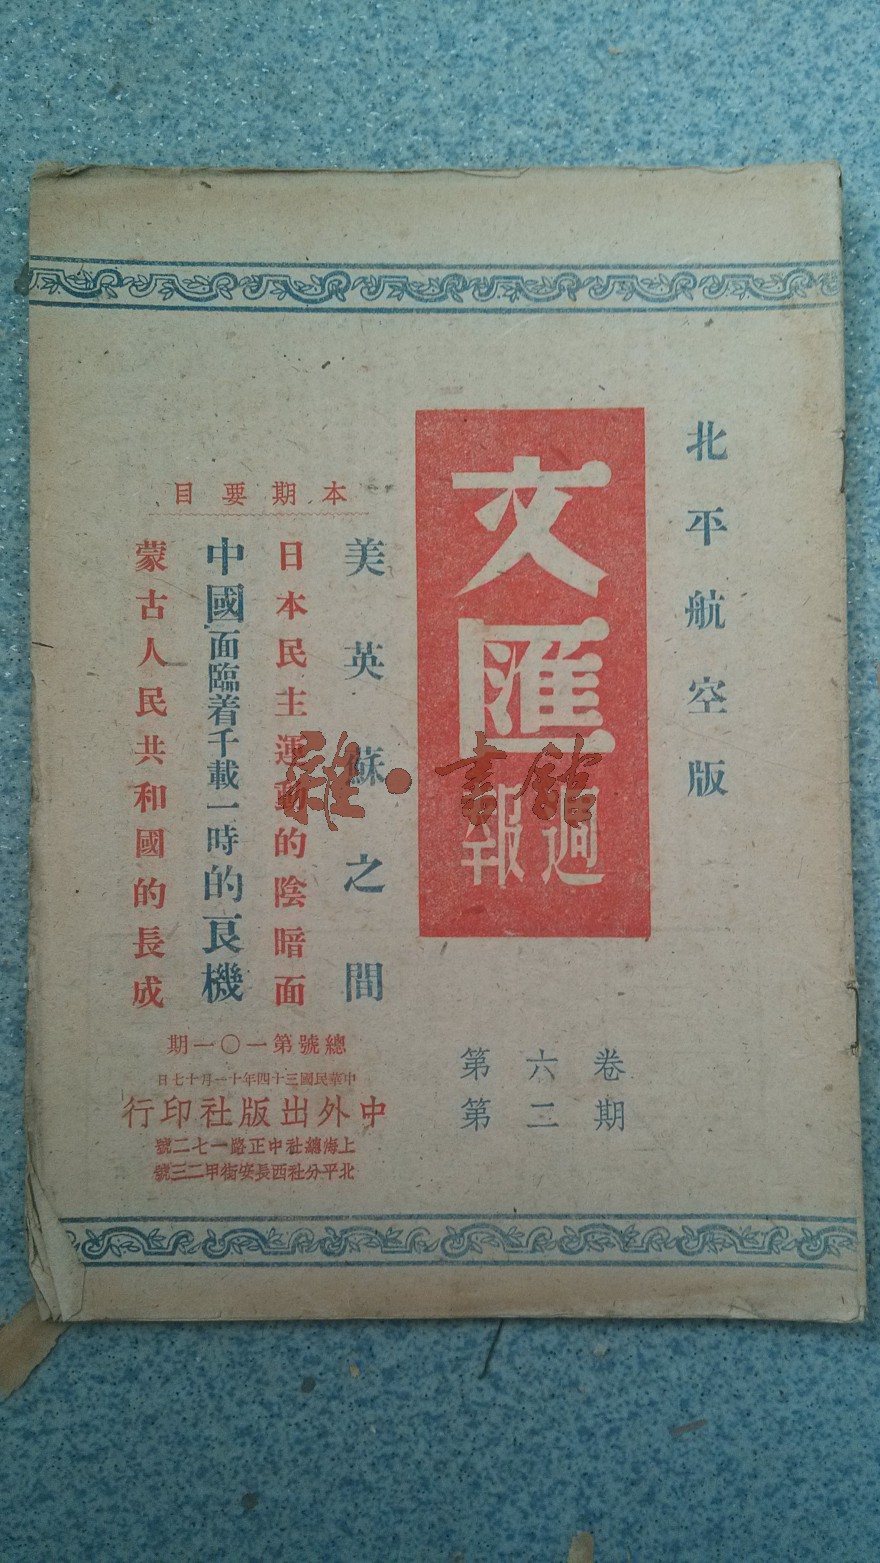 北平航空版
文匯
週報
第六卷
第三期
本期要目
美英蘇之間
日本民主運動的陰暗面
中國面臨着千載一時的良機
蒙古人民共和國的長成
總號第一〇一期
中華民國三十四年十一月十七日
中外出版社印行
上海總社中正路一七二號
北平分社西長安街甲二三號
雜·書館